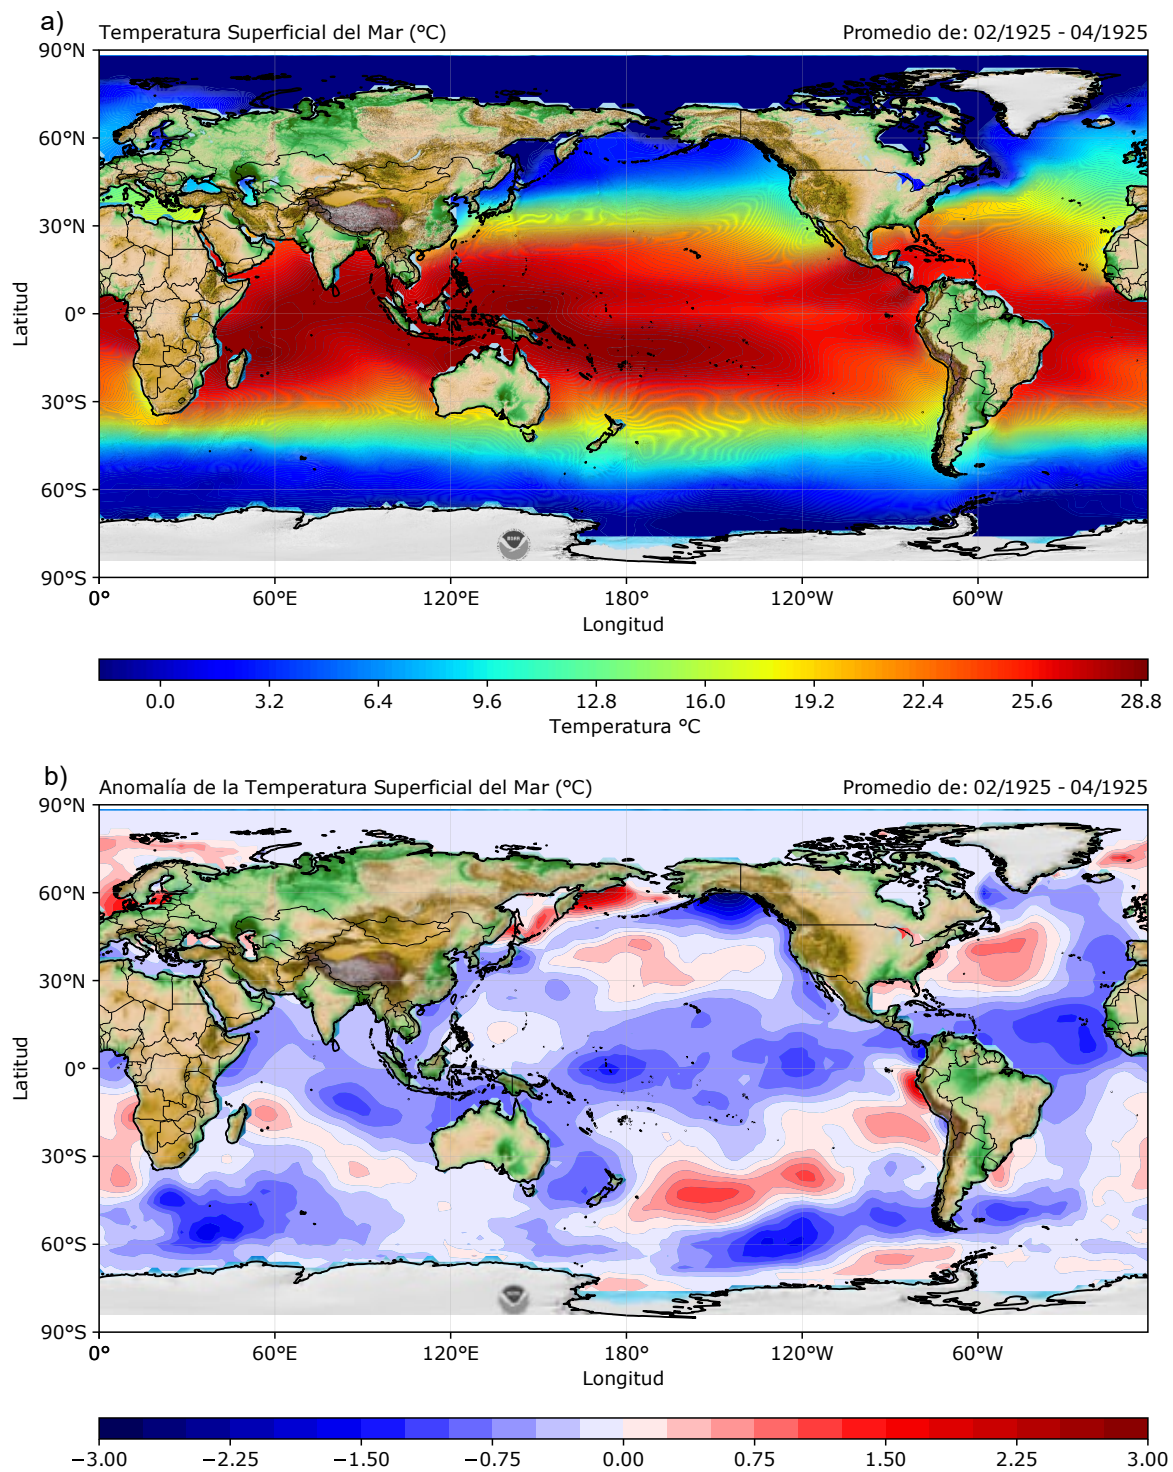 a)
Temperatura Superficial del Mar (°C) Promedio de: 02/1925 - 04/1925
90°N
60°N
30°N
0°
30°S
60°S
90°S
Latitud
0° 60°E 120°E 180° 120°W 60°W
Longitud
0.0 3.2 6.4 9.6 12.8 16.0 19.2 22.4 25.6 28.8
Temperatura °C
b)
Anomalía de la Temperatura Superficial del Mar (°C) Promedio de: 02/1925 - 04/1925
90°N
60°N
30°N
0°
30°S
60°S
90°S
Latitud
0° 60°E 120°E 180° 120°W 60°W
Longitud
−3.00 −2.25 −1.50 −0.75 0.00 0.75 1.50 2.25 3.00